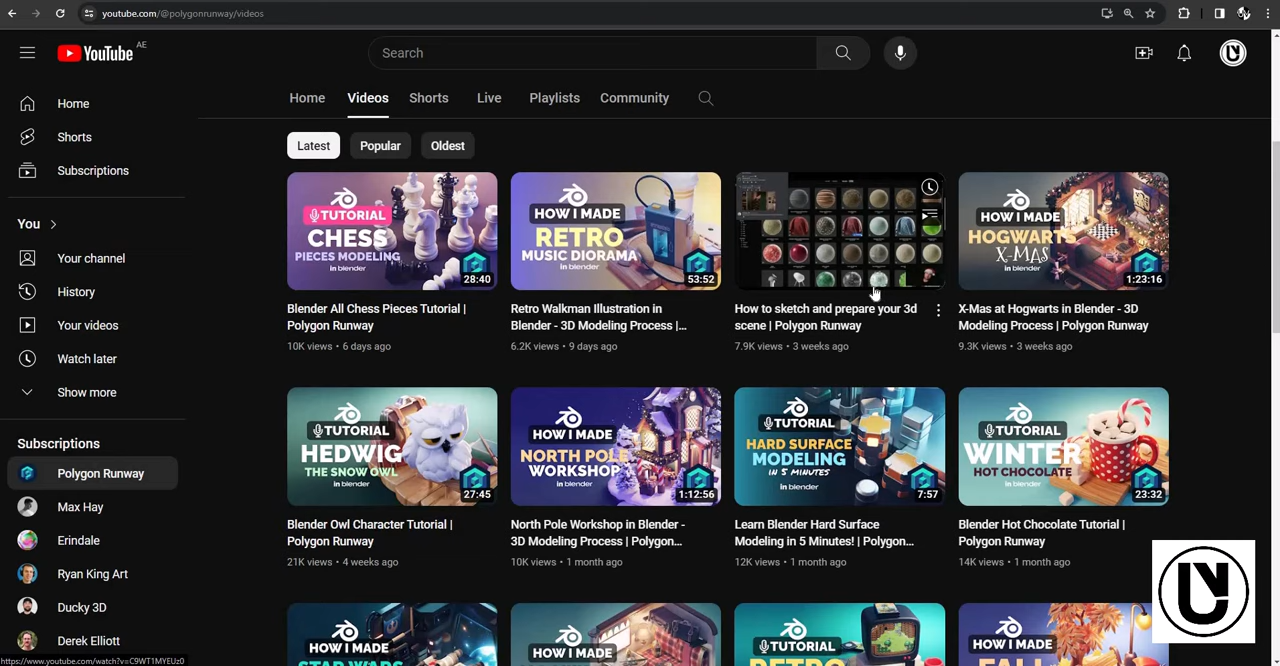 youtube.com/@polygonrunway/videos
YouTube AE
Search
Home
Shorts
Subscriptions
You
Your channel
History
Your videos
Watch later
Show more
Subscriptions
Polygon Runway
Max Hay
Erindale
Ryan King Art
Ducky 3D
Derek Elliott
Home Videos Shorts Live Playlists Community
Latest Popular Oldest
TUTORIAL
CHESS
PIECES MODELING
in blender
28:40
Blender All Chess Pieces Tutorial |
Polygon Runway
10K views • 6 days ago
HOW I MADE
RETRO
MUSIC DIORAMA
in blender
53:52
Retro Walkman Illustration in
Blender - 3D Modeling Process |...
6.2K views • 9 days ago
How to sketch and prepare your 3d
scene | Polygon Runway
7.9K views • 3 weeks ago
HOW I MADE
HOGWARTS
X-MAS
in blender
1:23:16
X-Mas at Hogwarts in Blender - 3D
Modeling Process | Polygon Runway
9.3K views • 3 weeks ago
TUTORIAL
HEDWIG
THE SNOW OWL
in blender
27:45
Blender Owl Character Tutorial |
Polygon Runway
21K views • 4 weeks ago
HOW I MADE
NORTH POLE
WORKSHOP
in blender
1:12:56
North Pole Workshop in Blender -
3D Modeling Process | Polygon...
10K views • 1 month ago
TUTORIAL
HARD SURFACE
MODELING
IN 5 MINUTES!
in blender
7:57
Learn Blender Hard Surface
Modeling in 5 Minutes! | Polygon...
12K views • 1 month ago
TUTORIAL
WINTER
HOT CHOCOLATE
in blender
23:32
Blender Hot Chocolate Tutorial |
Polygon Runway
14K views • 1 month ago
HOW I MADE
STAR WARS
HOW I MADE
TUTORIAL
RETRO
HOW I MADE
FALL
https://www.youtube.com/watch?v=C9WT1MYEUz0